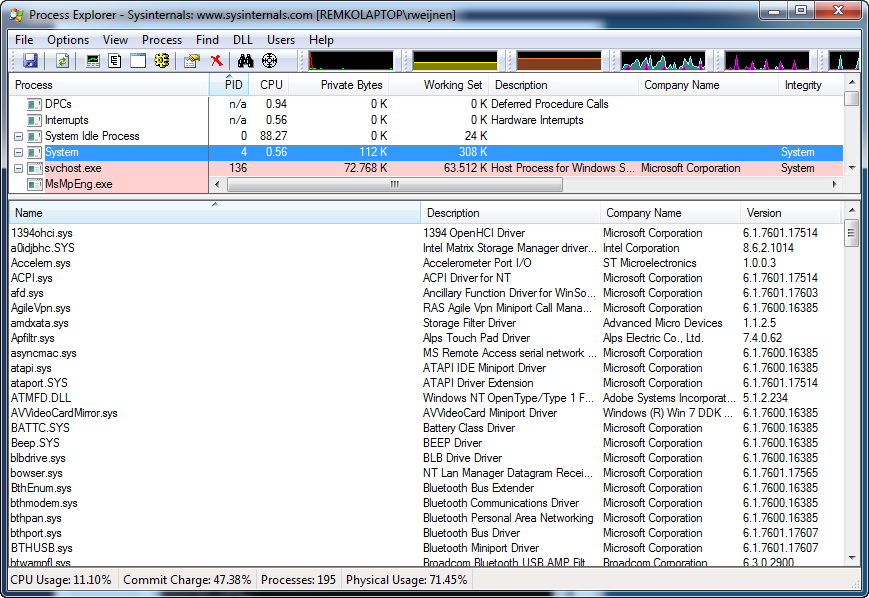 Process Explorer - Sysinternals: www.sysinternals.com [REMKOLAPTOP\rweijnen]
File Options View Process Find DLL Users Help
Process PID CPU Private Bytes Working Set Description Company Name Integrity
DPCs n/a 0.94 0 K 0 K Deferred Procedure Calls
Interrupts n/a 0.56 0 K 0 K Hardware Interrupts
System Idle Process 0 88.27 0 K 24 K
System 4 0.56 112 K 308 K System
svchost.exe 136 72.768 K 63.512 K Host Process for Windows S... Microsoft Corporation System
MsMpEng.exe
Name Description Company Name Version
1394ohci.sys 1394 OpenHCI Driver Microsoft Corporation 6.1.7601.17514
a0idjbhc.SYS Intel Matrix Storage Manager driver... Intel Corporation 8.6.2.1014
Accelern.sys Accelerometer Port I/O ST Microelectronics 1.0.0.3
ACPI.sys ACPI Driver for NT Microsoft Corporation 6.1.7601.17514
afd.sys Ancillary Function Driver for WinSo... Microsoft Corporation 6.1.7601.17603
AgileVpn.sys RAS Agile Vpn Miniport Call Mana... Microsoft Corporation 6.1.7600.16385
amdxata.sys Storage Filter Driver Advanced Micro Devices 1.1.2.5
Apfiltr.sys Alps Touch Pad Driver Alps Electric Co., Ltd. 7.4.0.62
asyncmac.sys MS Remote Access serial network ... Microsoft Corporation 6.1.7600.16385
atapi.sys ATAPI IDE Miniport Driver Microsoft Corporation 6.1.7600.16385
ataport.SYS ATAPI Driver Extension Microsoft Corporation 6.1.7601.17514
ATMFD.DLL Windows NT OpenType/Type 1 F... Adobe Systems Incorporat... 5.1.2.234
AVVideoCardMirror.sys AVVideoCard Miniport Driver Windows (R) Win 7 DDK ... 6.1.7600.16385
BATTC.SYS Battery Class Driver Microsoft Corporation 6.1.7600.16385
Beep.SYS BEEP Driver Microsoft Corporation 6.1.7600.16385
blbdrive.sys BLB Drive Driver Microsoft Corporation 6.1.7600.16385
bowser.sys NT Lan Manager Datagram Recei... Microsoft Corporation 6.1.7601.17565
BthEnum.sys Bluetooth Bus Extender Microsoft Corporation 6.1.7600.16385
bthmodem.sys Bluetooth Communications Driver Microsoft Corporation 6.1.7600.16385
bthpan.sys Bluetooth Personal Area Networking Microsoft Corporation 6.1.7600.16385
bthport.sys Bluetooth Bus Driver Microsoft Corporation 6.1.7601.17607
BTHUSB.sys Bluetooth Miniport Driver Microsoft Corporation 6.1.7601.17607
btwampfl.sys Broadcom Bluetooth USB AMP Filt... Broadcom Corporation 6.3.0.2900
CPU Usage: 11.10% Commit Charge: 47.38% Processes: 195 Physical Usage: 71.45%